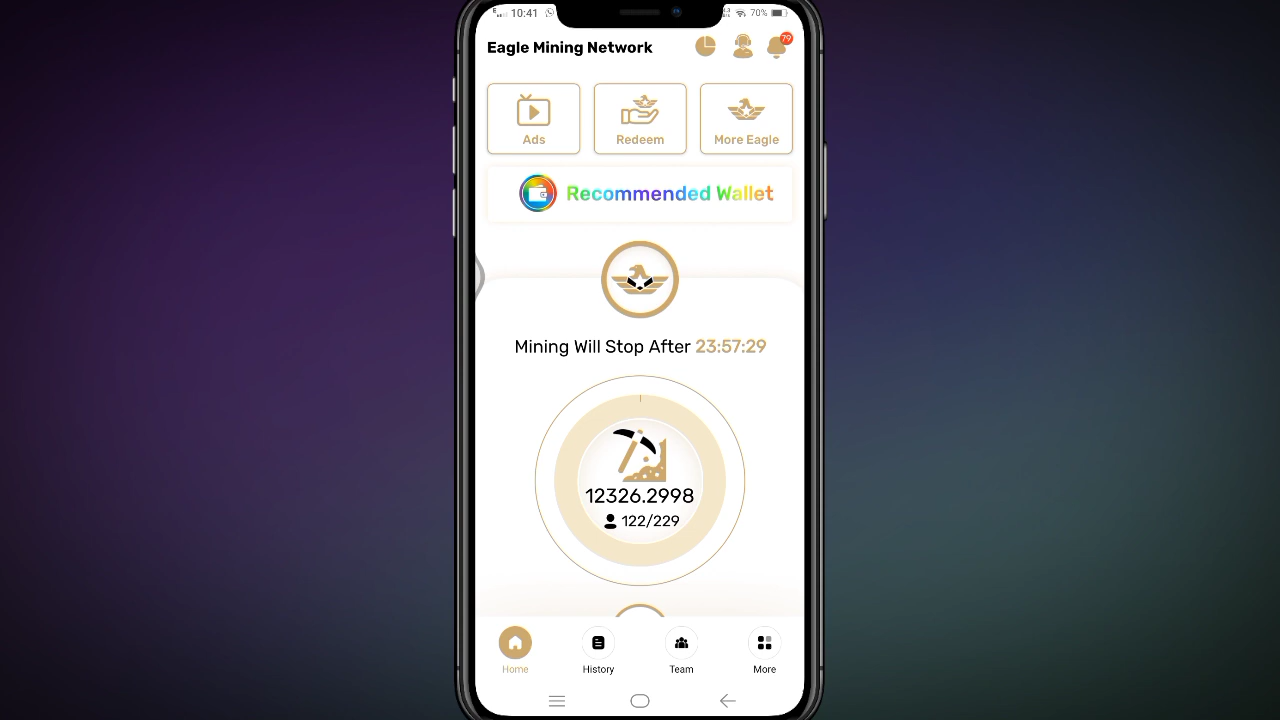 10:41
70%
Eagle Mining Network
79
Ads
Redeem
More Eagle
Recommended Wallet
Mining Will Stop After 23:57:29
12326.2998
122/229
Home
History
Team
More